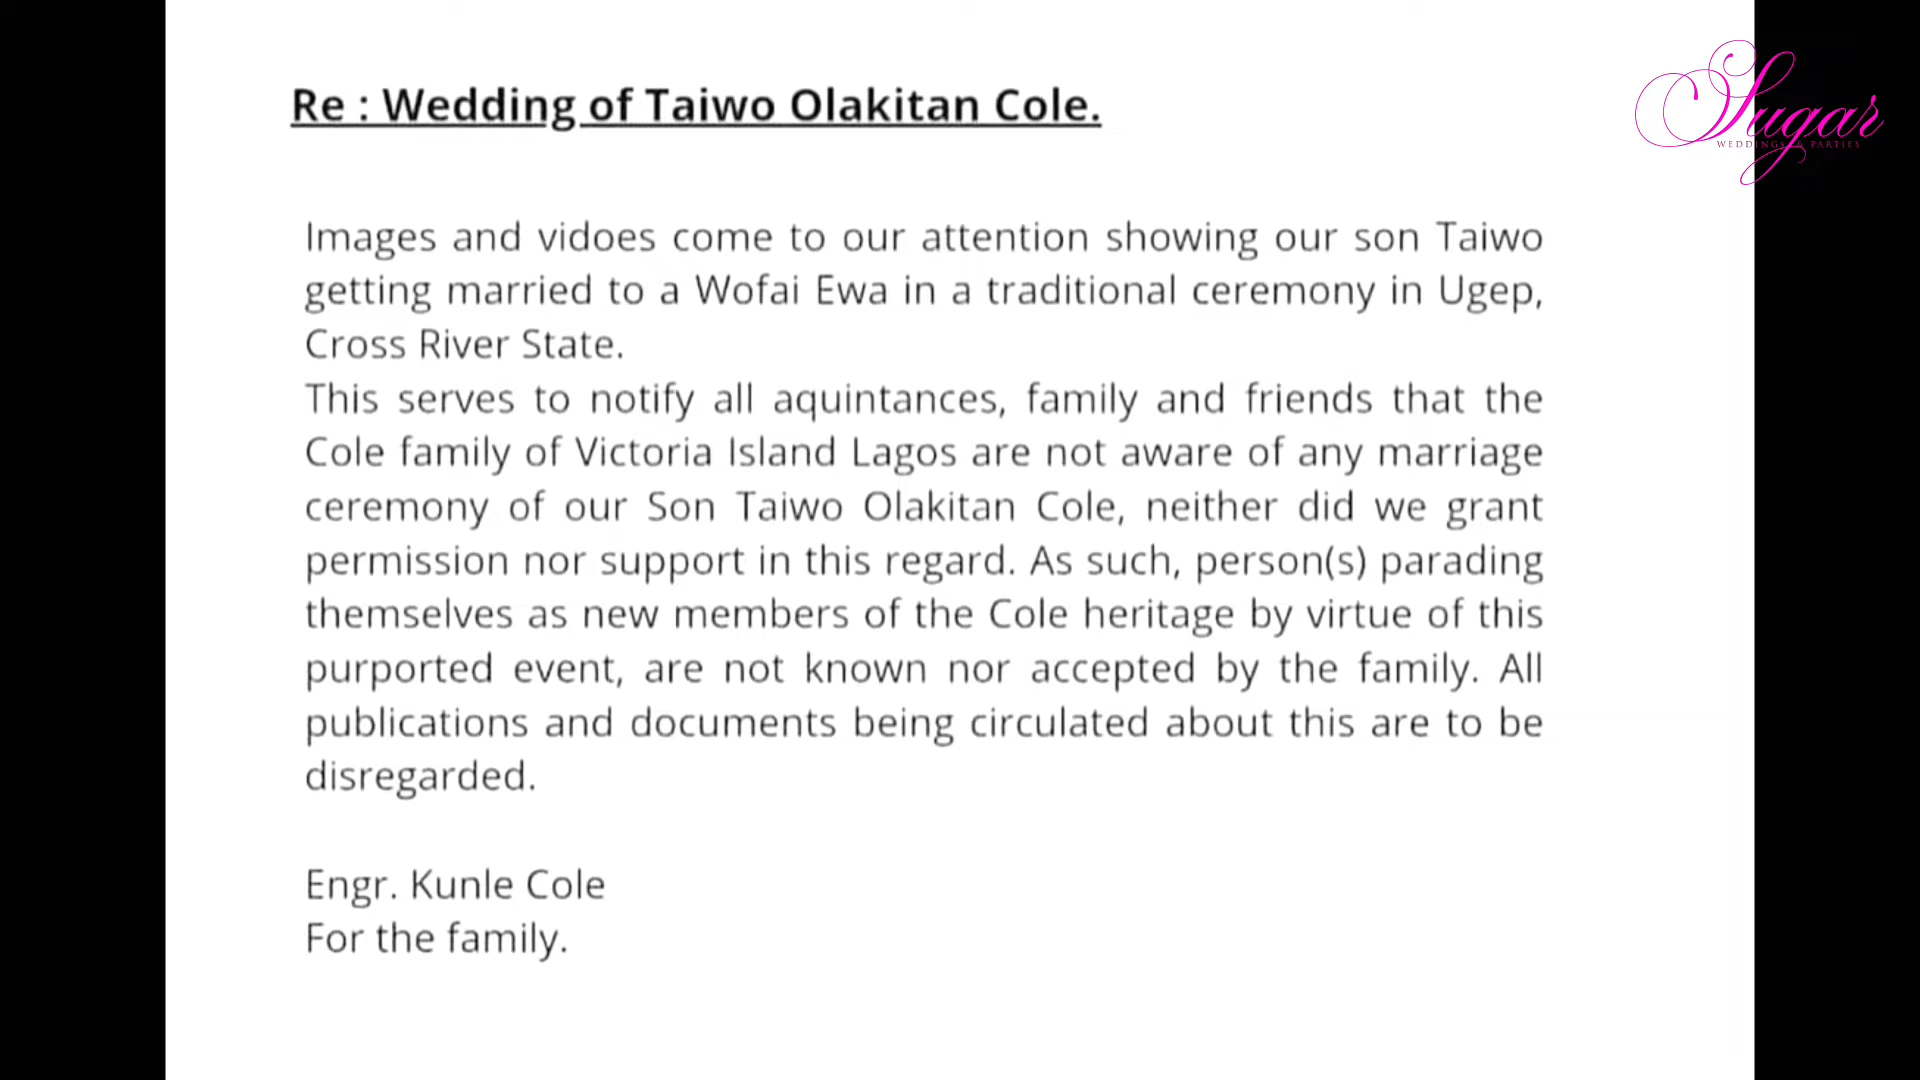 Re : Wedding of Taiwo Olakitan Cole.
Sugar
WEDDINGS & PARTIES
Images and vidoes come to our attention showing our son Taiwo
getting married to a Wofai Ewa in a traditional ceremony in Ugep,
Cross River State.
This serves to notify all aquintances, family and friends that the
Cole family of Victoria Island Lagos are not aware of any marriage
ceremony of our Son Taiwo Olakitan Cole, neither did we grant
permission nor support in this regard. As such, person(s) parading
themselves as new members of the Cole heritage by virtue of this
purported event, are not known nor accepted by the family. All
publications and documents being circulated about this are to be
disregarded.
Engr. Kunle Cole
For the family.